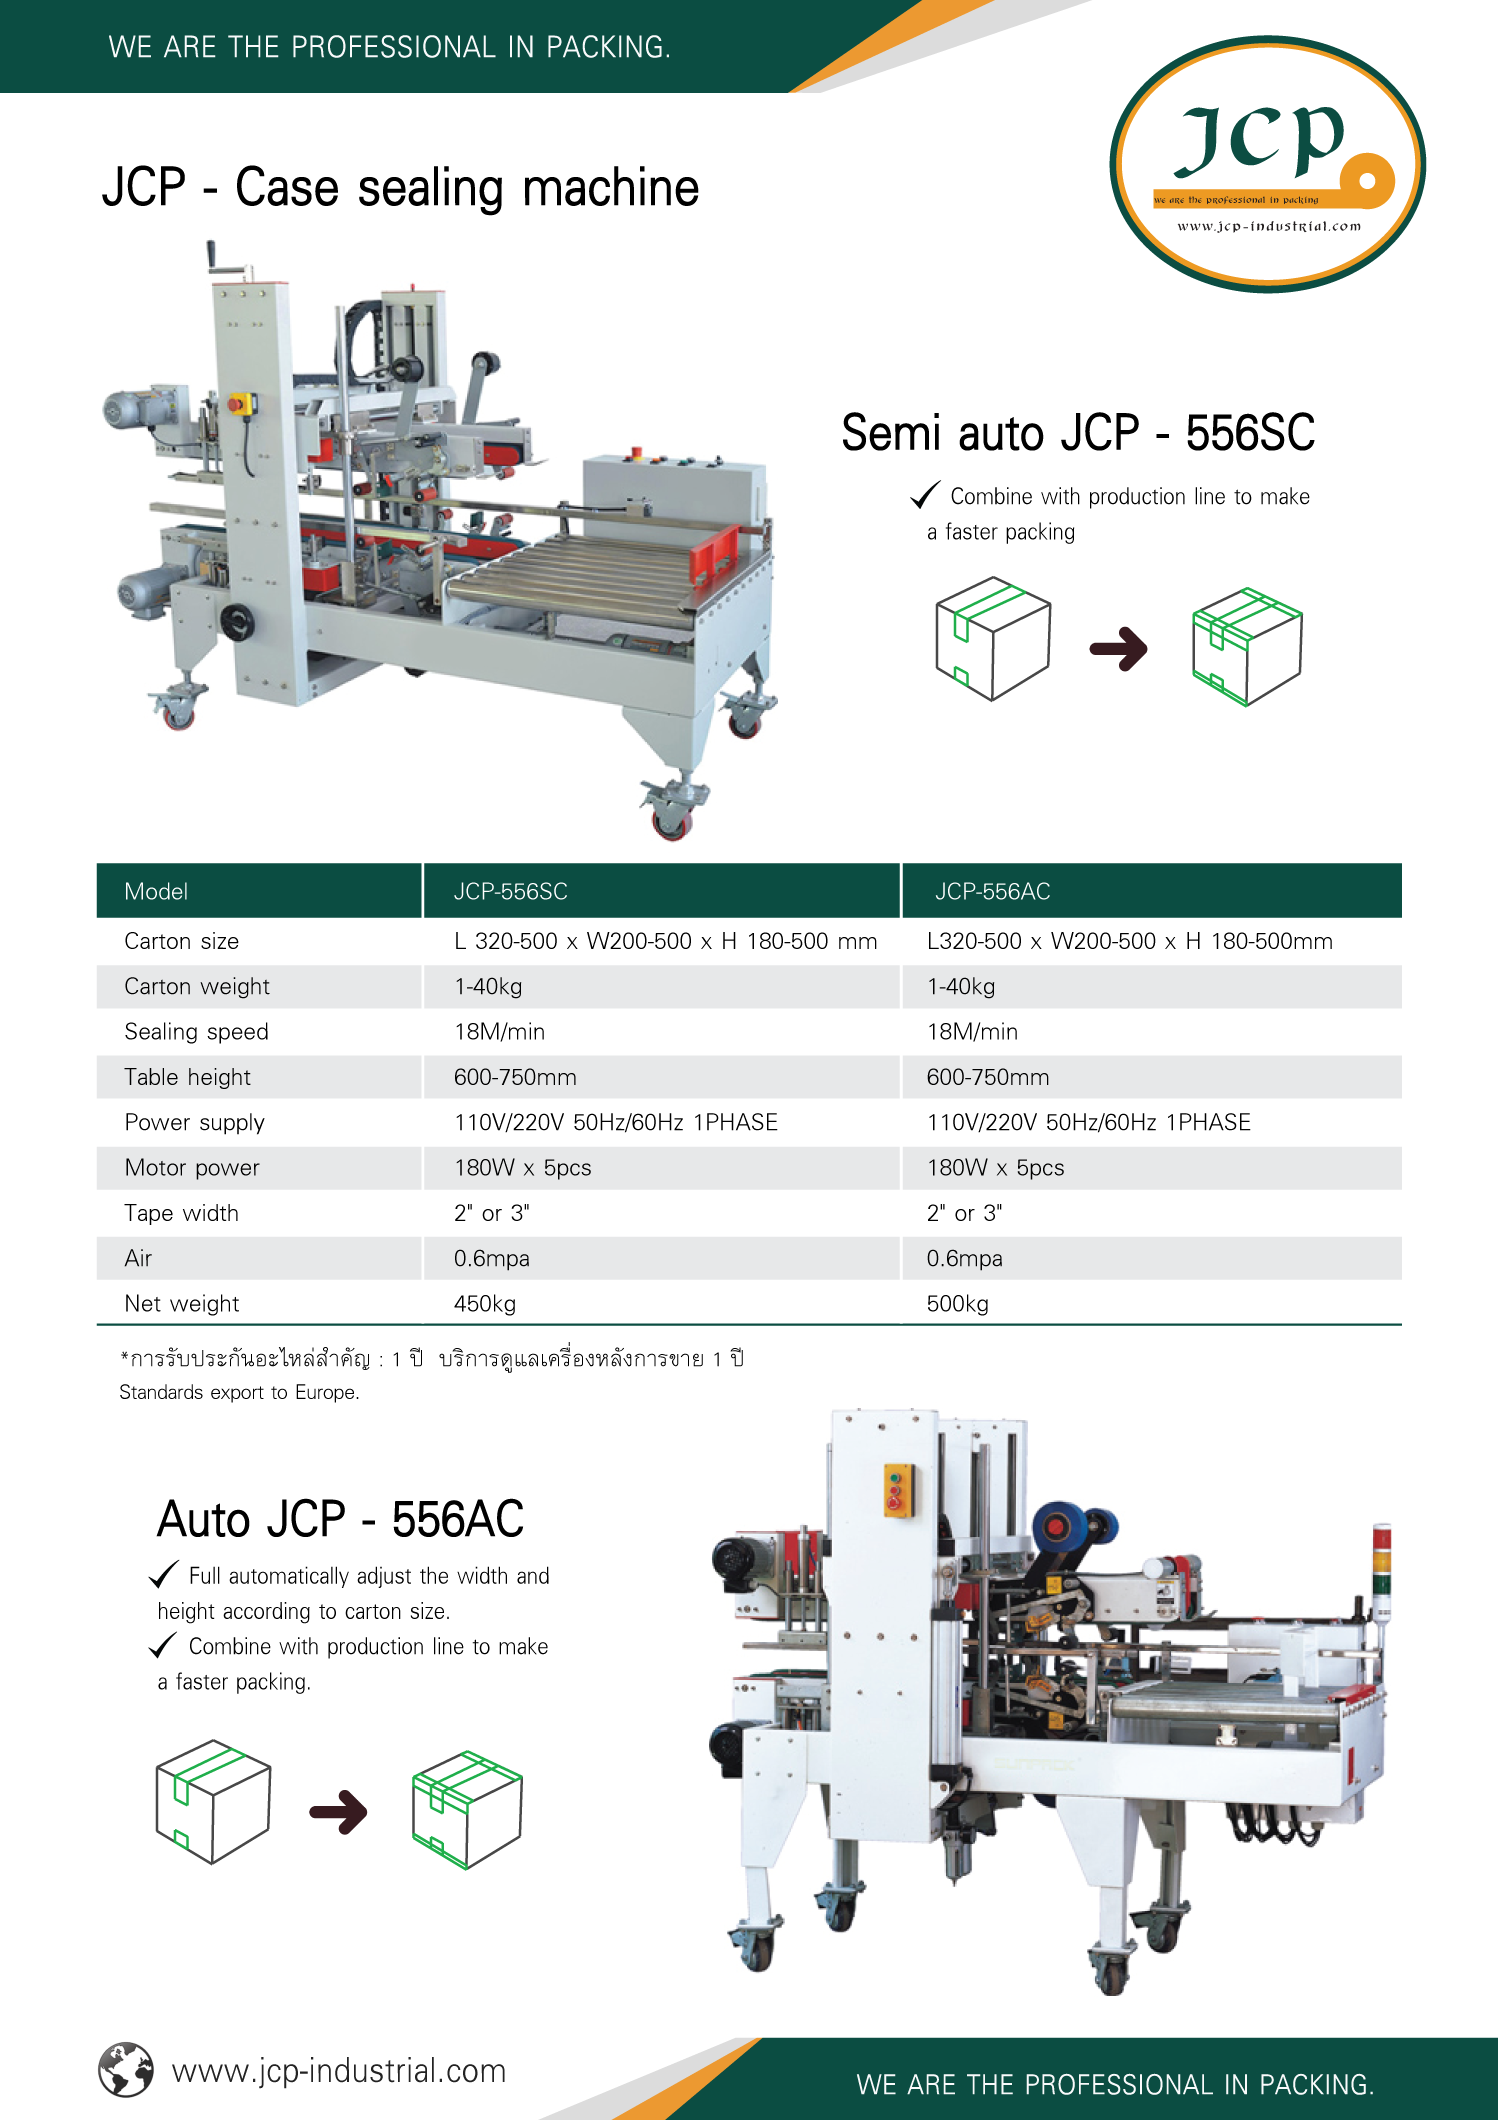 WE ARE THE PROFESSIONAL IN PACKING.
JCP
we are the professional in packing
www.jcp-industrial.com
JCP - Case sealing machine
Semi auto JCP - 556SC
Combine with production line to make
a faster packing
Model JCP-556SC JCP-556AC
Carton size L 320-500 x W200-500 x H 180-500 mm L320-500 x W200-500 x H 180-500mm
Carton weight 1-40kg 1-40kg
Sealing speed 18M/min 18M/min
Table height 600-750mm 600-750mm
Power supply 110V/220V 50Hz/60Hz 1PHASE 110V/220V 50Hz/60Hz 1PHASE
Motor power 180W x 5pcs 180W x 5pcs
Tape width 2" or 3" 2" or 3"
Air 0.6mpa 0.6mpa
Net weight 450kg 500kg
*การรับประกันอะไหล่สำคัญ : 1 ปี บริการดูแลเครื่องหลังการขาย 1 ปี
Standards export to Europe.
Auto JCP - 556AC
Full automatically adjust the width and
height according to carton size.
Combine with production line to make
a faster packing.
www.jcp-industrial.com
WE ARE THE PROFESSIONAL IN PACKING.